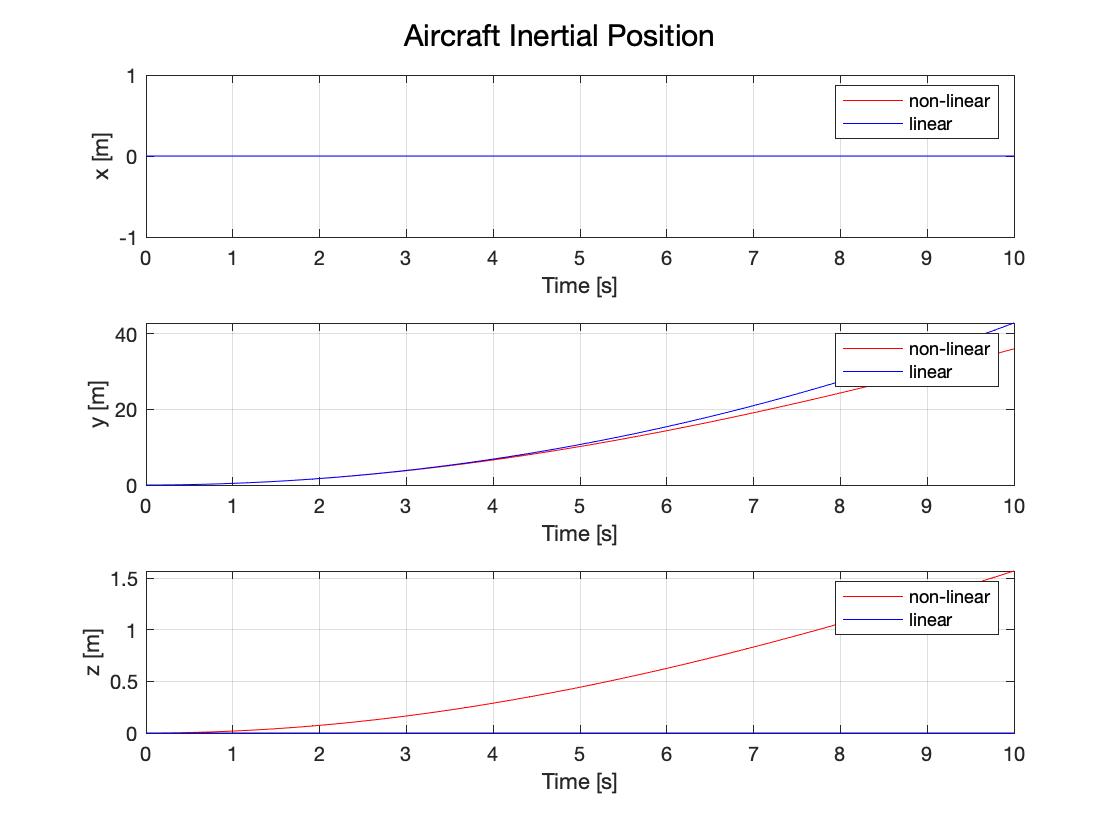 Aircraft Inertial Position
1
0
-1
x [m]
non-linear
linear
0 1 2 3 4 5 6 7 8 9 10
Time [s]
40
20
0
y [m]
non-linear
linear
0 1 2 3 4 5 6 7 8 9 10
Time [s]
1.5
1
0.5
0
z [m]
non-linear
linear
0 1 2 3 4 5 6 7 8 9 10
Time [s]